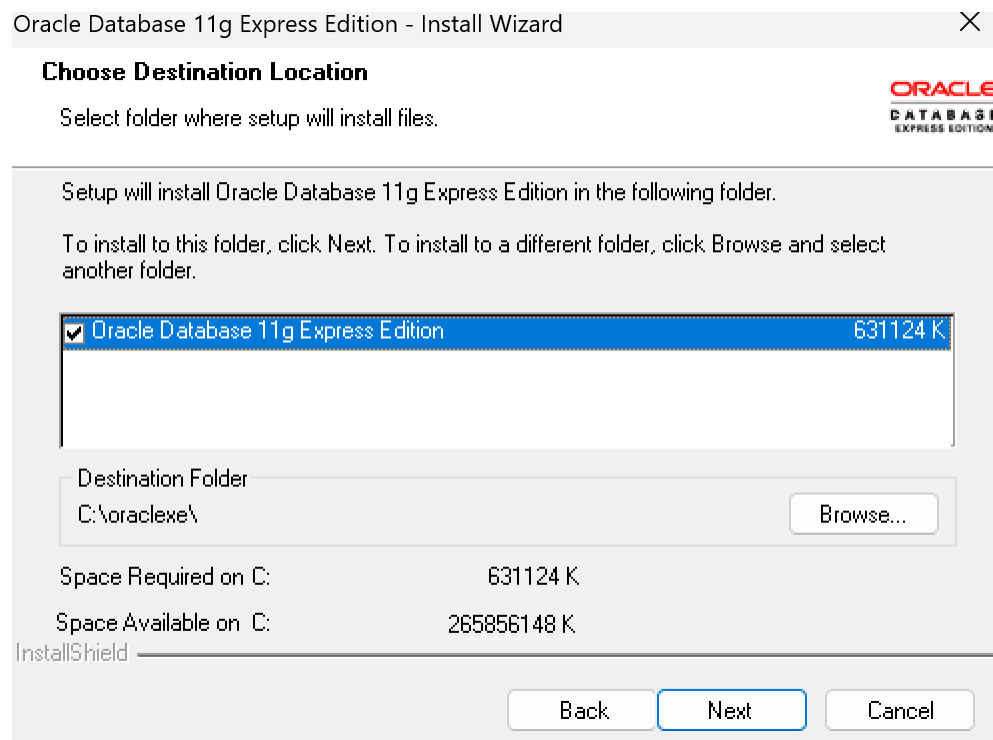 Oracle Database 11g Express Edition - Install Wizard
Choose Destination Location
Select folder where setup will install files.
ORACLE
DATABASE
EXPRESS EDITION
Setup will install Oracle Database 11g Express Edition in the following folder.
To install to this folder, click Next. To install to a different folder, click Browse and select
another folder.
Oracle Database 11g Express Edition 631124 K
Destination Folder
C:\oraclexe\
Browse...
Space Required on C: 631124 K
Space Available on C: 265856148 K
InstallShield
Back Next Cancel